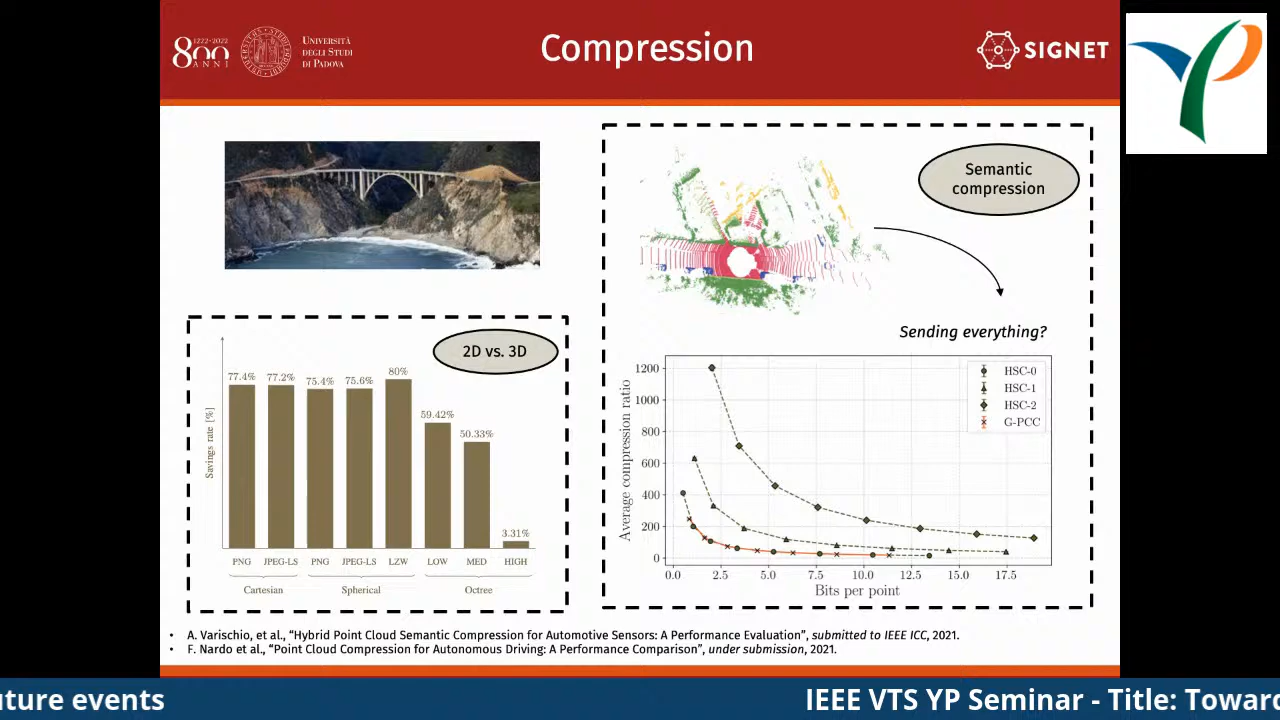 1222·2022
800
ANNI
UNIVERSITÀ
DEGLI STUDI
DI PADOVA
Compression
SIGNET
Semantic
compression
Sending everything?
2D vs. 3D
Savings rate [%]
77.4%
77.2%
75.4%
75.6%
80%
59.42%
50.33%
3.31%
PNG
JPEG-LS
PNG
JPEG-LS
LZW
LOW
MED
HIGH
Cartesian
Spherical
Octree
Average compression ratio
1200
1000
800
600
400
200
0
0.0
2.5
5.0
7.5
10.0
12.5
15.0
17.5
Bits per point
HSC-0
HSC-1
HSC-2
G-PCC
• A. Varischio, et al., “Hybrid Point Cloud Semantic Compression for Automotive Sensors: A Performance Evaluation”, submitted to IEEE ICC, 2021.
• F. Nardo et al., “Point Cloud Compression for Autonomous Driving: A Performance Comparison”, under submission, 2021.
uture events
IEEE VTS YP Seminar - Title: Toward